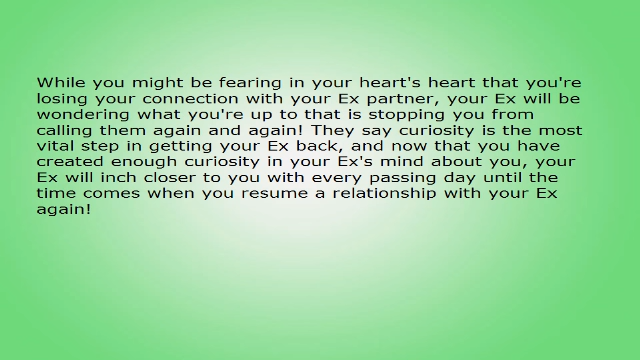 While you might be fearing in your heart's heart that you're
losing your connection with your Ex partner, your Ex will be
wondering what you're up to that is stopping you from
calling them again and again! They say curiosity is the most
vital step in getting your Ex back, and now that you have
created enough curiosity in your Ex's mind about you, your
Ex will inch closer to you with every passing day until the
time comes when you resume a relationship with your Ex
again!